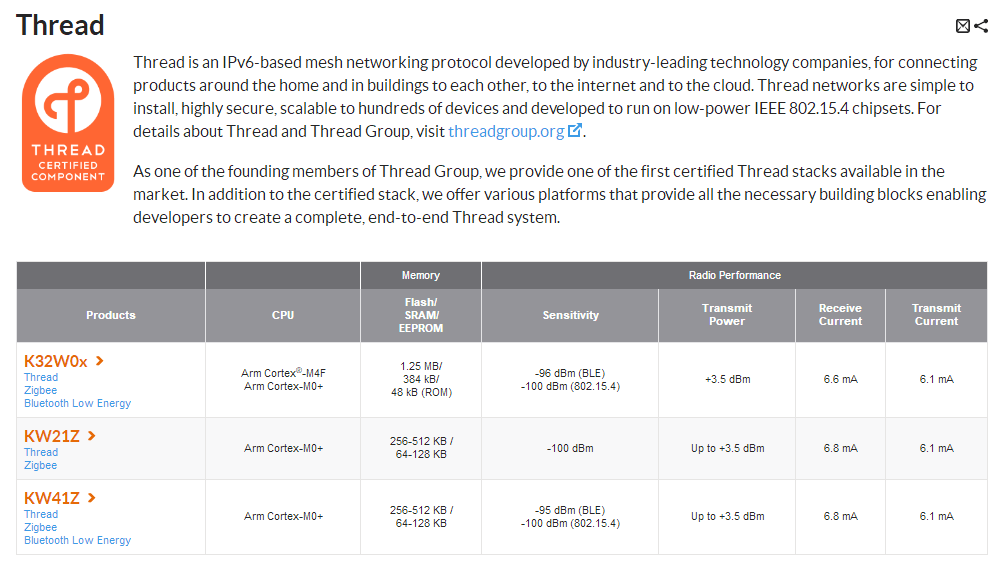 Thread
Thread is an IPv6-based mesh networking protocol developed by industry-leading technology companies, for connecting
products around the home and in buildings to each other, to the internet and to the cloud. Thread networks are simple to
install, highly secure, scalable to hundreds of devices and developed to run on low-power IEEE 802.15.4 chipsets. For
details about Thread and Thread Group, visit threadgroup.org.
THREAD
CERTIFIED
COMPONENT
As one of the founding members of Thread Group, we provide one of the first certified Thread stacks available in the
market. In addition to the certified stack, we offer various platforms that provide all the necessary building blocks enabling
developers to create a complete, end-to-end Thread system.
Memory Radio Performance
Products CPU Flash/ SRAM/ EEPROM Sensitivity Transmit Power Receive Current Transmit Current
K32W0x
Thread
Zigbee
Bluetooth Low Energy
Arm Cortex®-M4F
Arm Cortex-M0+
1.25 MB/
384 kB/
48 kB (ROM)
-96 dBm (BLE)
-100 dBm (802.15.4)
+3.5 dBm
6.6 mA
6.1 mA
KW21Z
Thread
Zigbee
Arm Cortex-M0+
256-512 KB /
64-128 KB
-100 dBm
Up to +3.5 dBm
6.8 mA
6.1 mA
KW41Z
Thread
Zigbee
Bluetooth Low Energy
Arm Cortex-M0+
256-512 KB /
64-128 KB
-95 dBm (BLE)
-100 dBm (802.15.4)
Up to +3.5 dBm
6.8 mA
6.1 mA